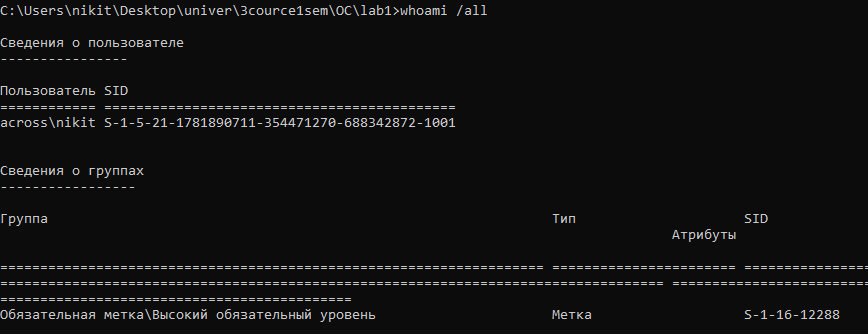 C:\Users\nikit\Desktop\univer\3cource1sem\OC\lab1>whoami /all
Сведения о пользователе
----------------
Пользователь SID
============ ============================================
across\nikit S-1-5-21-1781890711-354471270-688342872-1001
Сведения о группах
-----------------
Группа Тип SID
Атрибуты
==================================================================== ======================= ================
=================================================================================== =========================
============================================
Обязательная метка\Высокий обязательный уровень Метка S-1-16-12288